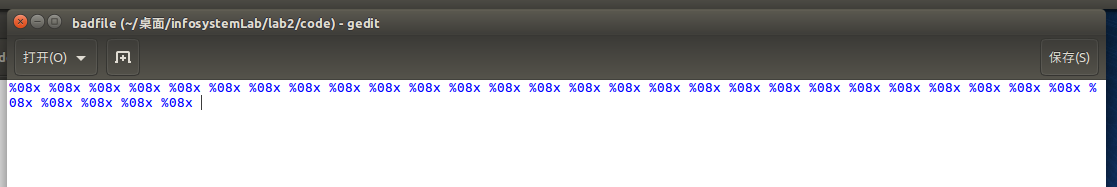 badfile (~/桌面/infosystemLab/lab2/code) - gedit
打开(O) 保存(S)
%08x %08x %08x %08x %08x %08x %08x %08x %08x %08x %08x %08x %08x %08x %08x %08x %08x %08x %08x %08x %08x %08x %08x %08x %08x %08x %08x %
08x %08x %08x %08x %08x